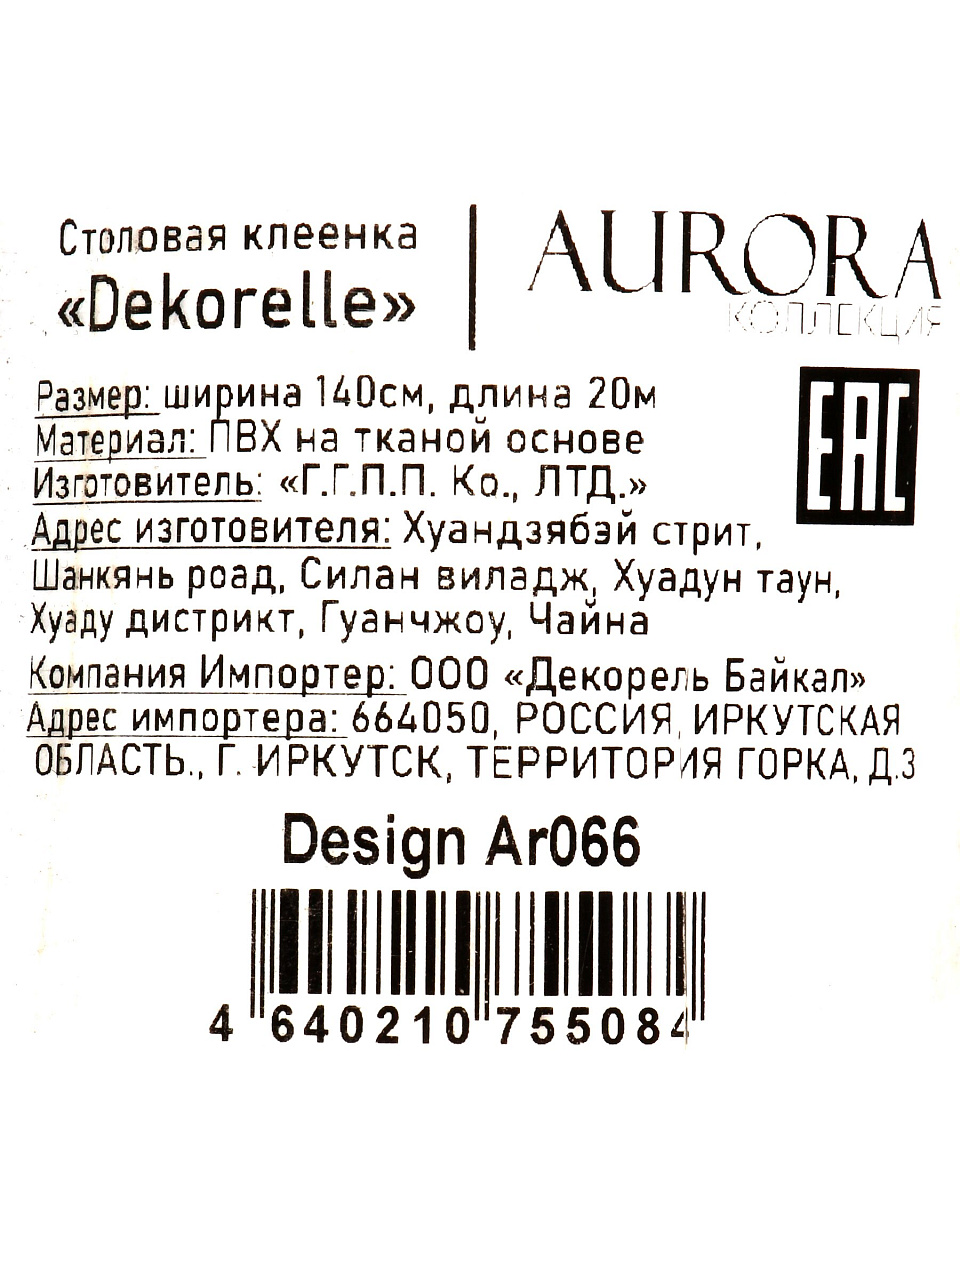 Столовая клеенка
«Dekorelle»
AURORA
КОЛЛЕКЦИЯ
EAC
Размер: ширина 140см, длина 20м
Материал: ПВХ на тканой основе
Изготовитель: «Г.Г.П.П. Ко., ЛТД.»
Адрес изготовителя: Хуандзябэй стрит,
Шанкянь роад, Силан виладж, Хуадун таун,
Хуаду дистрикт, Гуанчжоу, Чайна
Компания Импортер: ООО «Декорель Байкал»
Адрес импортера: 664050, РОССИЯ, ИРКУТСКАЯ
ОБЛАСТЬ., Г. ИРКУТСК, ТЕРРИТОРИЯ ГОРКА, Д.3
Design Ar066
4 640210 755084